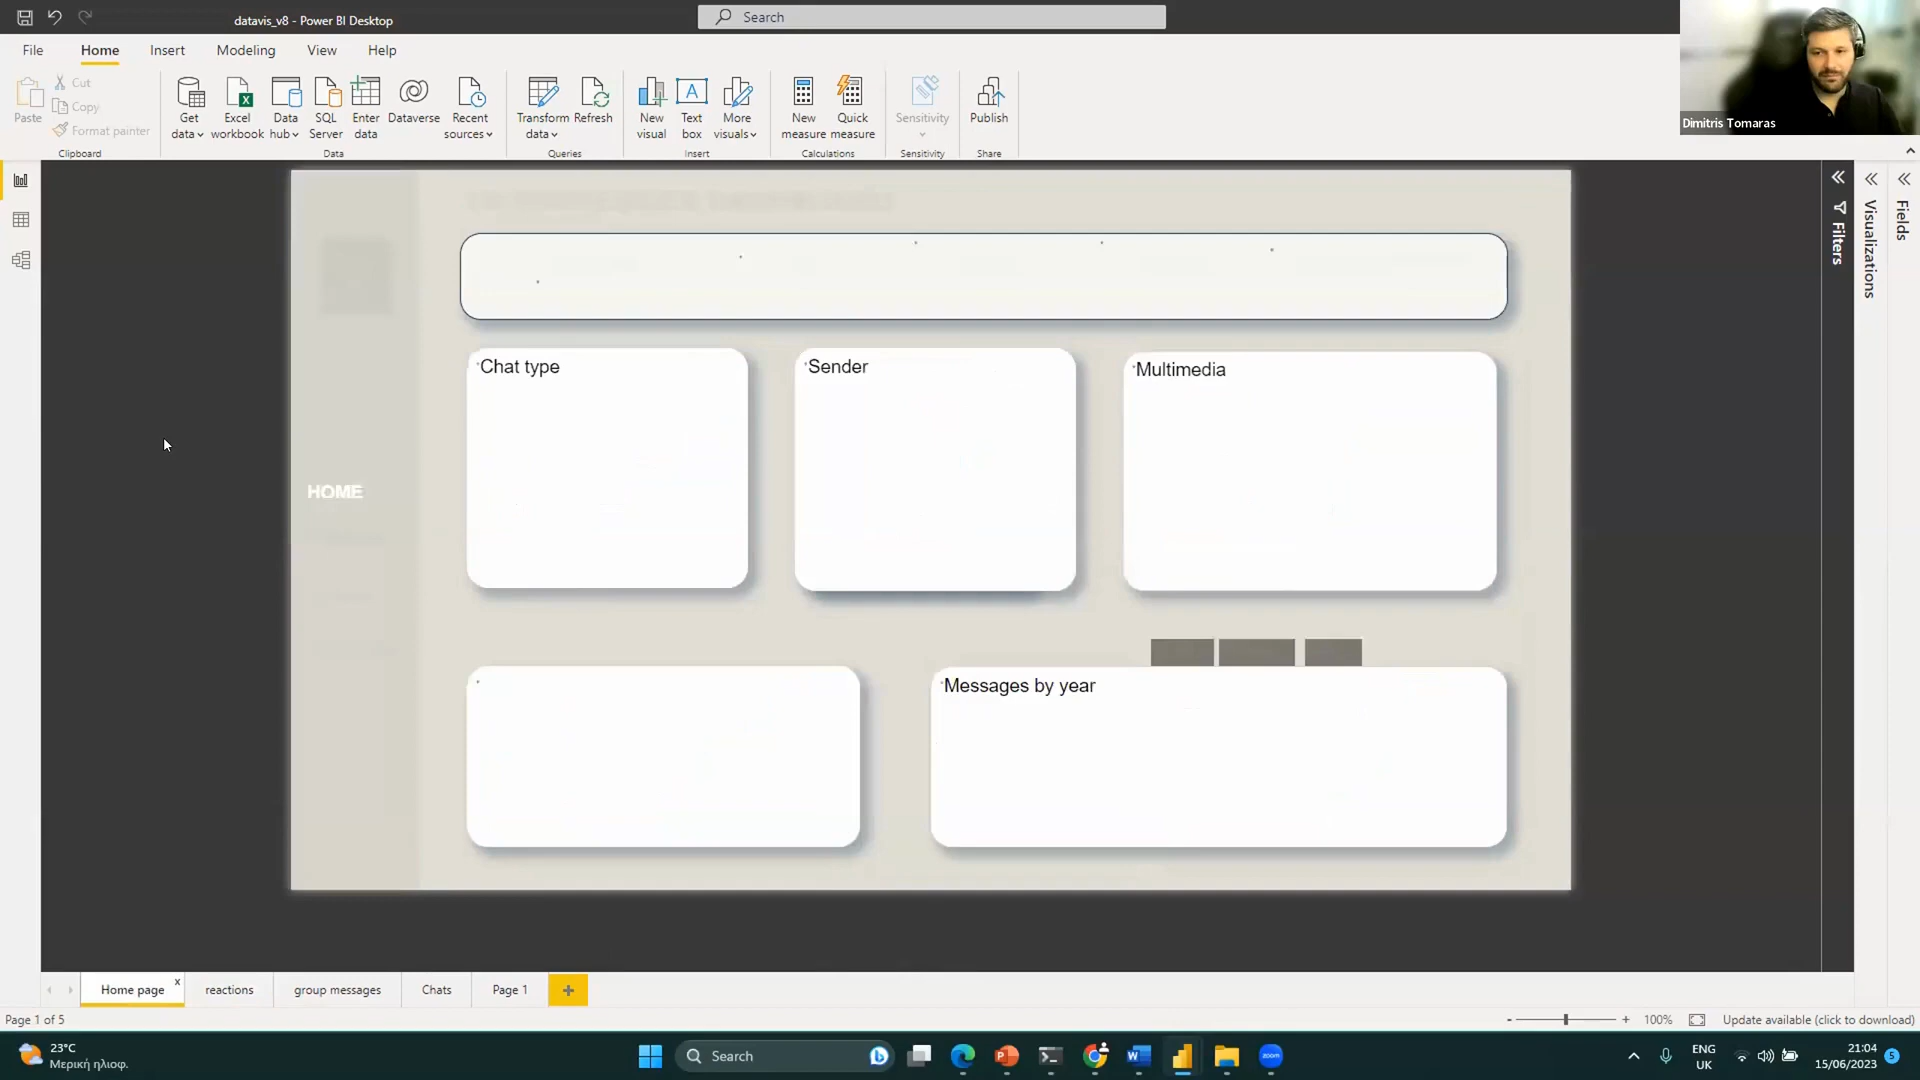 datavis_v8 - Power BI Desktop
Search
File
Home
Insert
Modeling
View
Help
Paste
Cut
Copy
Format painter
Clipboard
Get data
Excel workbook
Data hub
SQL Server
Enter data
Dataverse
Recent sources
Data
Transform data
Refresh
Queries
New visual
Text box
More visuals
Insert
New measure
Quick measure
Calculations
Sensitivity
Sensitivity
Publish
Share
Dimitris Tomaras
Chat type
Sender
Multimedia
HOME
Messages by year
Filters
Visualizations
Fields
Home page
x
reactions
group messages
Chats
Page 1
+
Page 1 of 5
- + 100%
Update available (click to download)
23°C
Μερική ηλιοφ.
Search
zoom
ENG
UK
21:04
15/06/2023
5